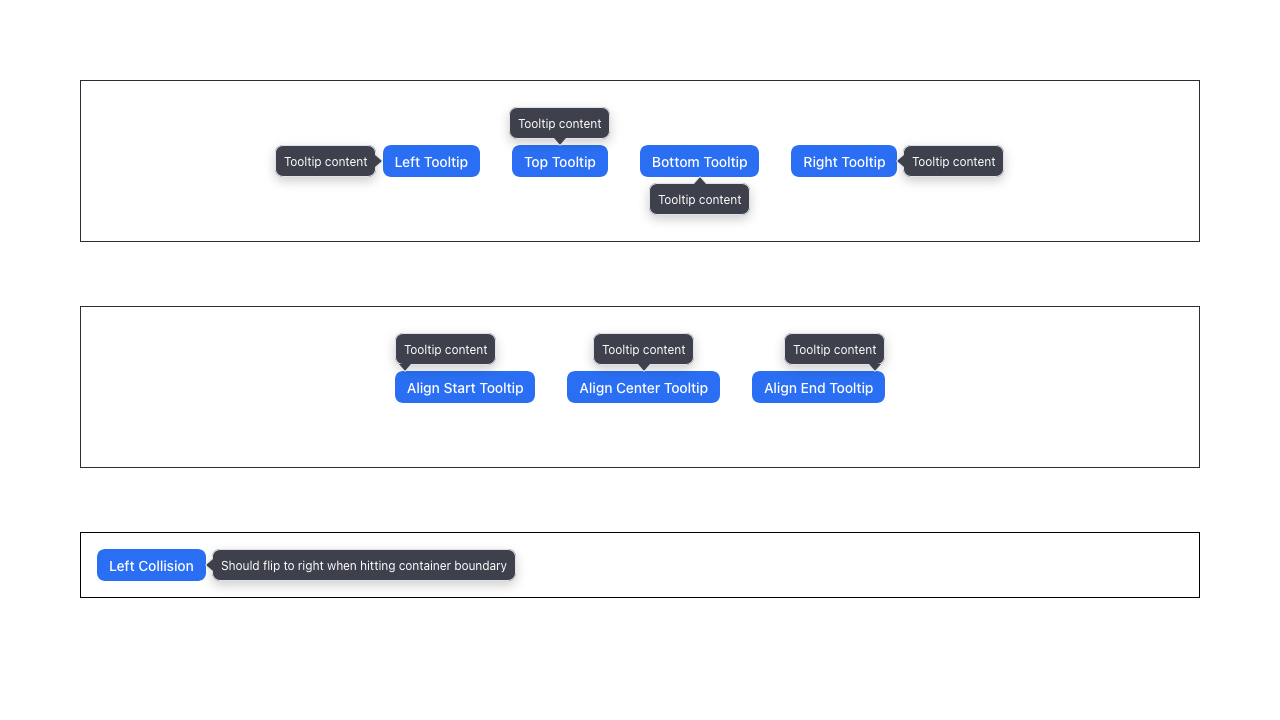 Tooltip content
Tooltip content
Left Tooltip
Top Tooltip
Bottom Tooltip
Right Tooltip
Tooltip content
Tooltip content
Tooltip content
Tooltip content
Tooltip content
Align Start Tooltip
Align Center Tooltip
Align End Tooltip
Left Collision
Should flip to right when hitting container boundary